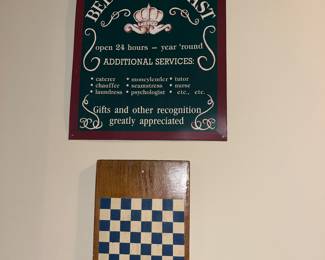 open 24 hours – year 'round
ADDITIONAL SERVICES:
• caterer • moneylender • tutor
• chauffer • seamstress • nurse
• laundress • psychologist • etc., etc.
Gifts and other recognition
greatly appreciated